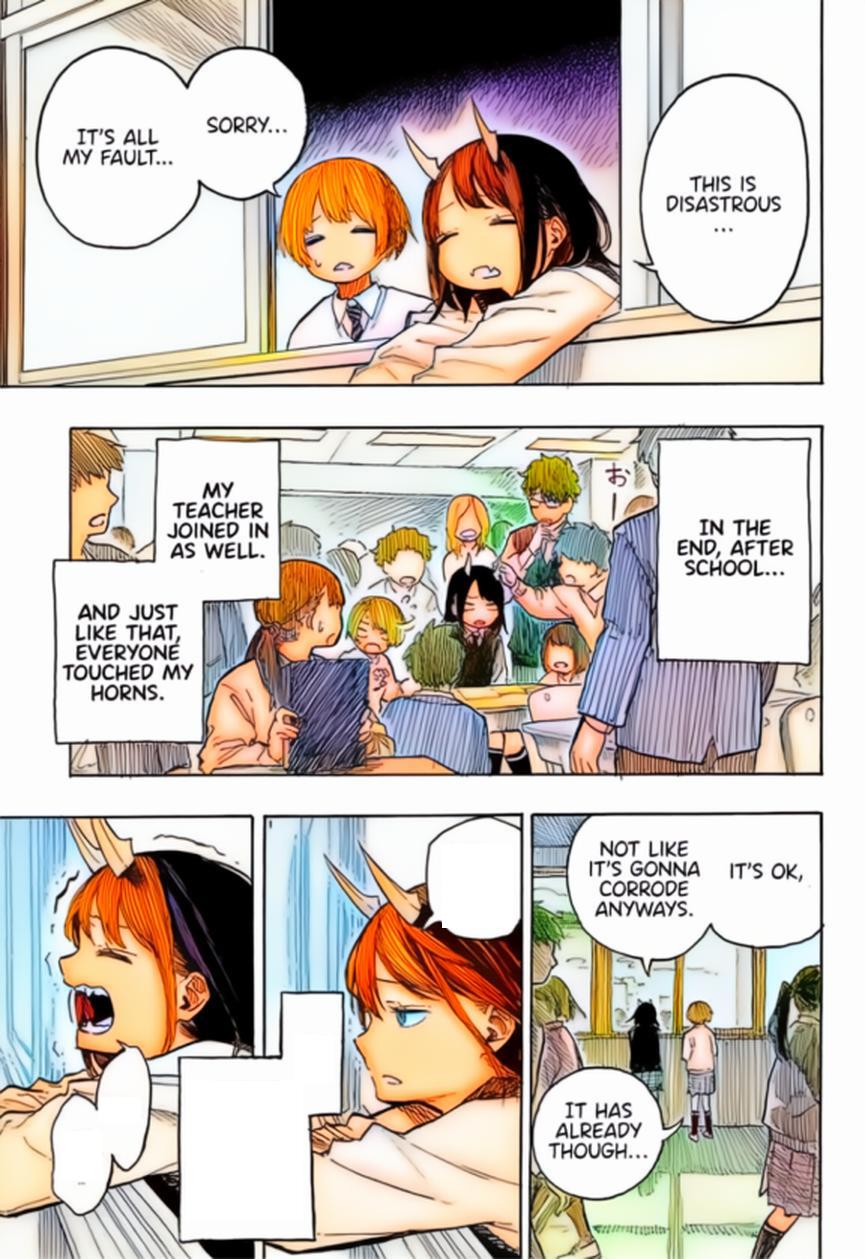 THIS IS
DISASTROUS
...
SORRY...
IT'S ALL
MY FAULT...
IN THE
END, AFTER
SCHOOL...
お
MY
TEACHER
JOINED IN
AS WELL.
AND JUST
LIKE THAT,
EVERYONE
TOUCHED MY
HORNS.
IT'S OK,
NOT LIKE
IT'S GONNA
CORRODE
ANYWAYS.
IT HAS
ALREADY
THOUGH...
...